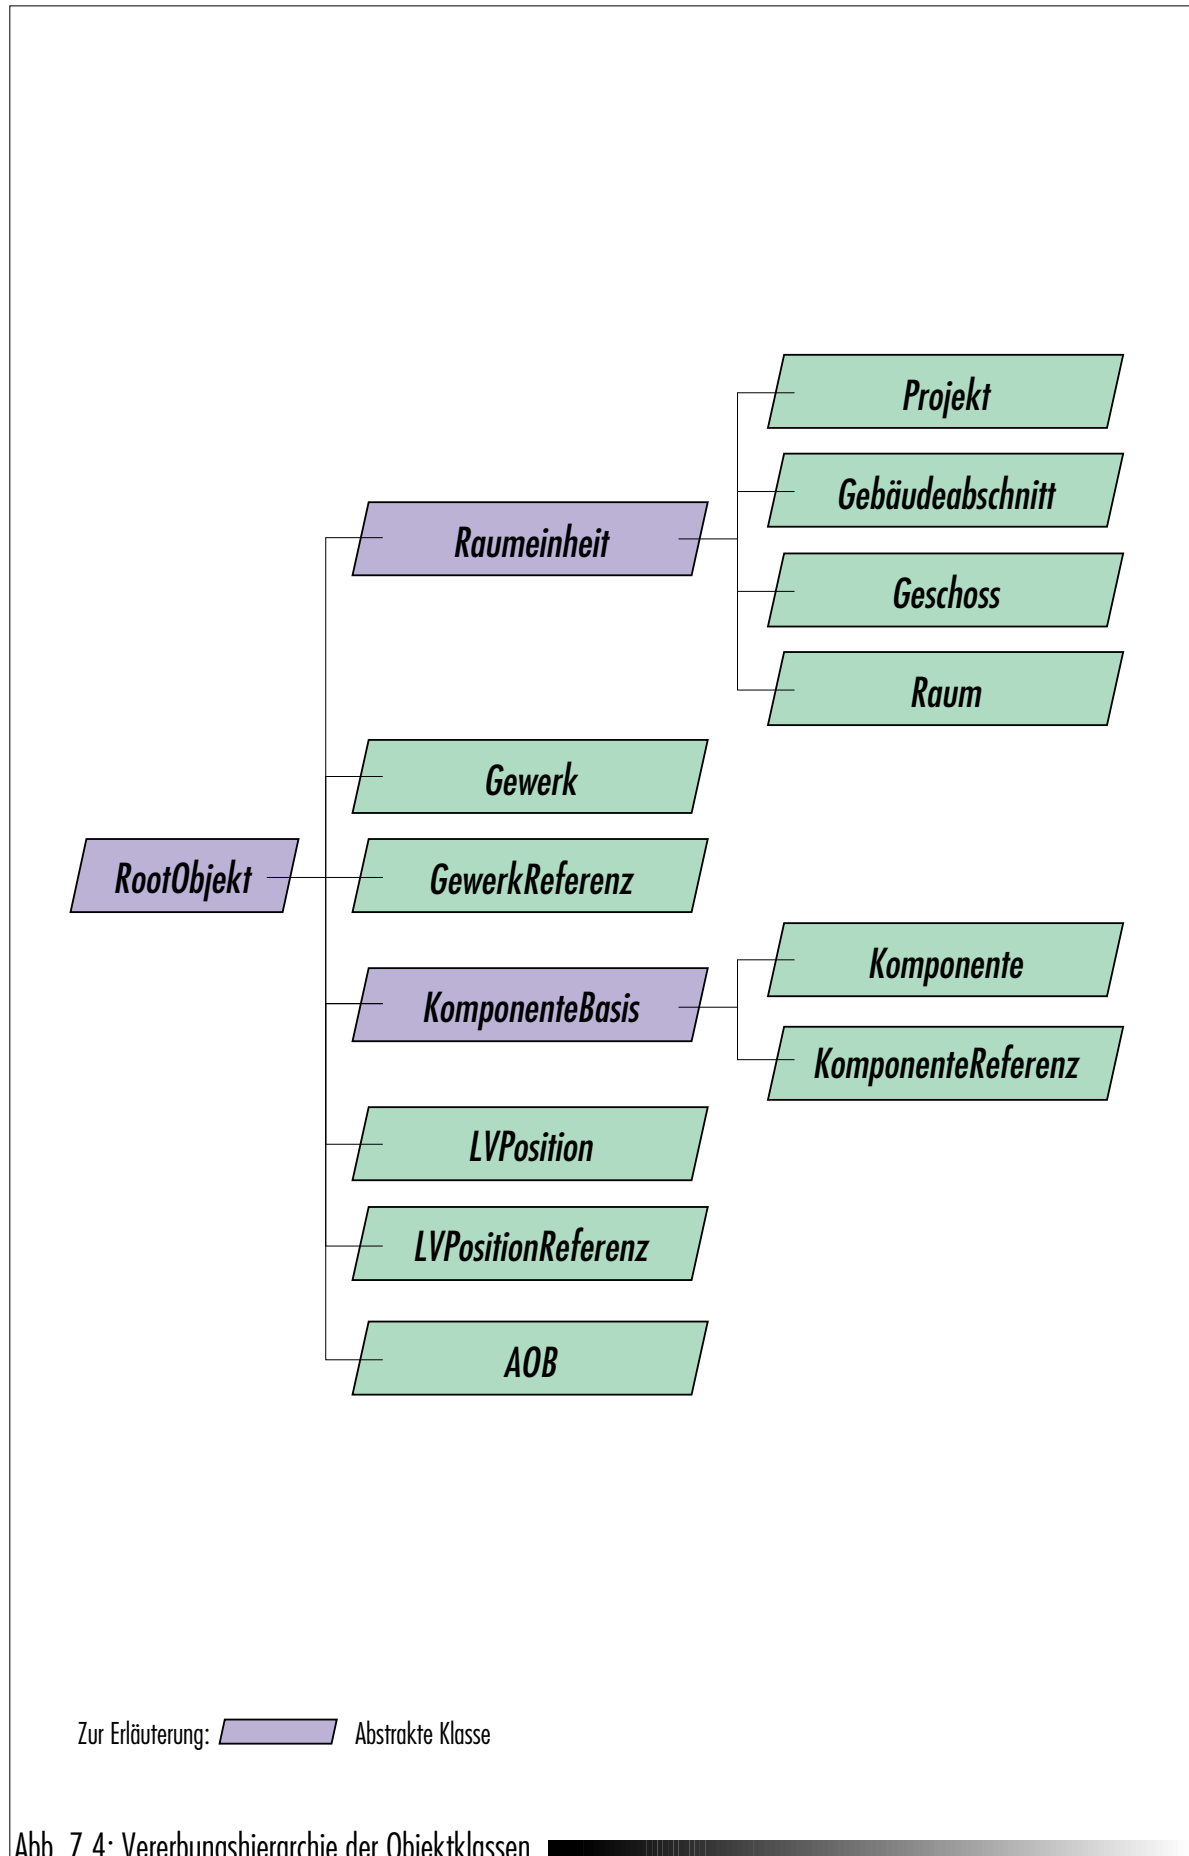 Projekt
Gebäudeabschnitt
Raumeinheit
Geschoss
Raum
Gewerk
RootObjekt
GewerkReferenz
Komponente
KomponenteBasis
KomponenteReferenz
LVPosition
LVPositionReferenz
AOB
Zur Erläuterung: Abstrakte Klasse
Abb. 7.4: Vererbungshierarchie der Objektklassen